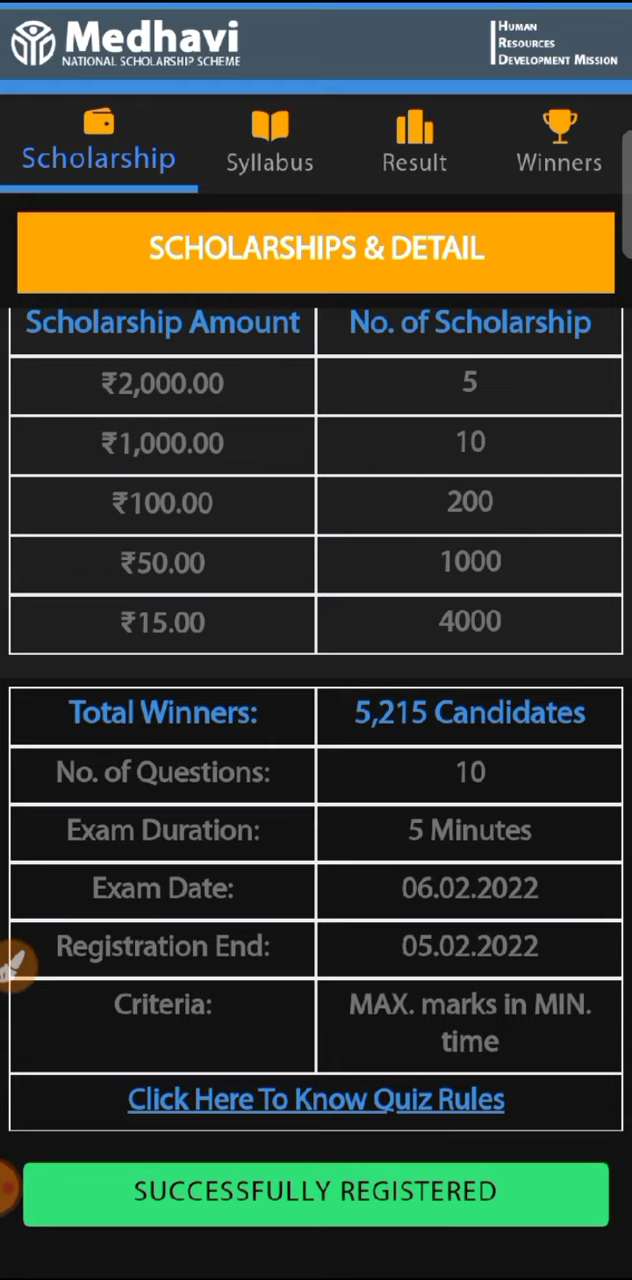 Medhavi
NATIONAL SCHOLARSHIP SCHEME
HUMAN
RESOURCES
DEVELOPMENT MISSION
Scholarship Syllabus Result Winners
SCHOLARSHIPS & DETAIL
Scholarship Amount No. of Scholarship
₹2,000.00 5
₹1,000.00 10
₹100.00 200
₹50.00 1000
₹15.00 4000
Total Winners: 5,215 Candidates
No. of Questions: 10
Exam Duration: 5 Minutes
Exam Date: 06.02.2022
Registration End: 05.02.2022
Criteria: MAX. marks in MIN.
time
Click Here To Know Quiz Rules
SUCCESSFULLY REGISTERED